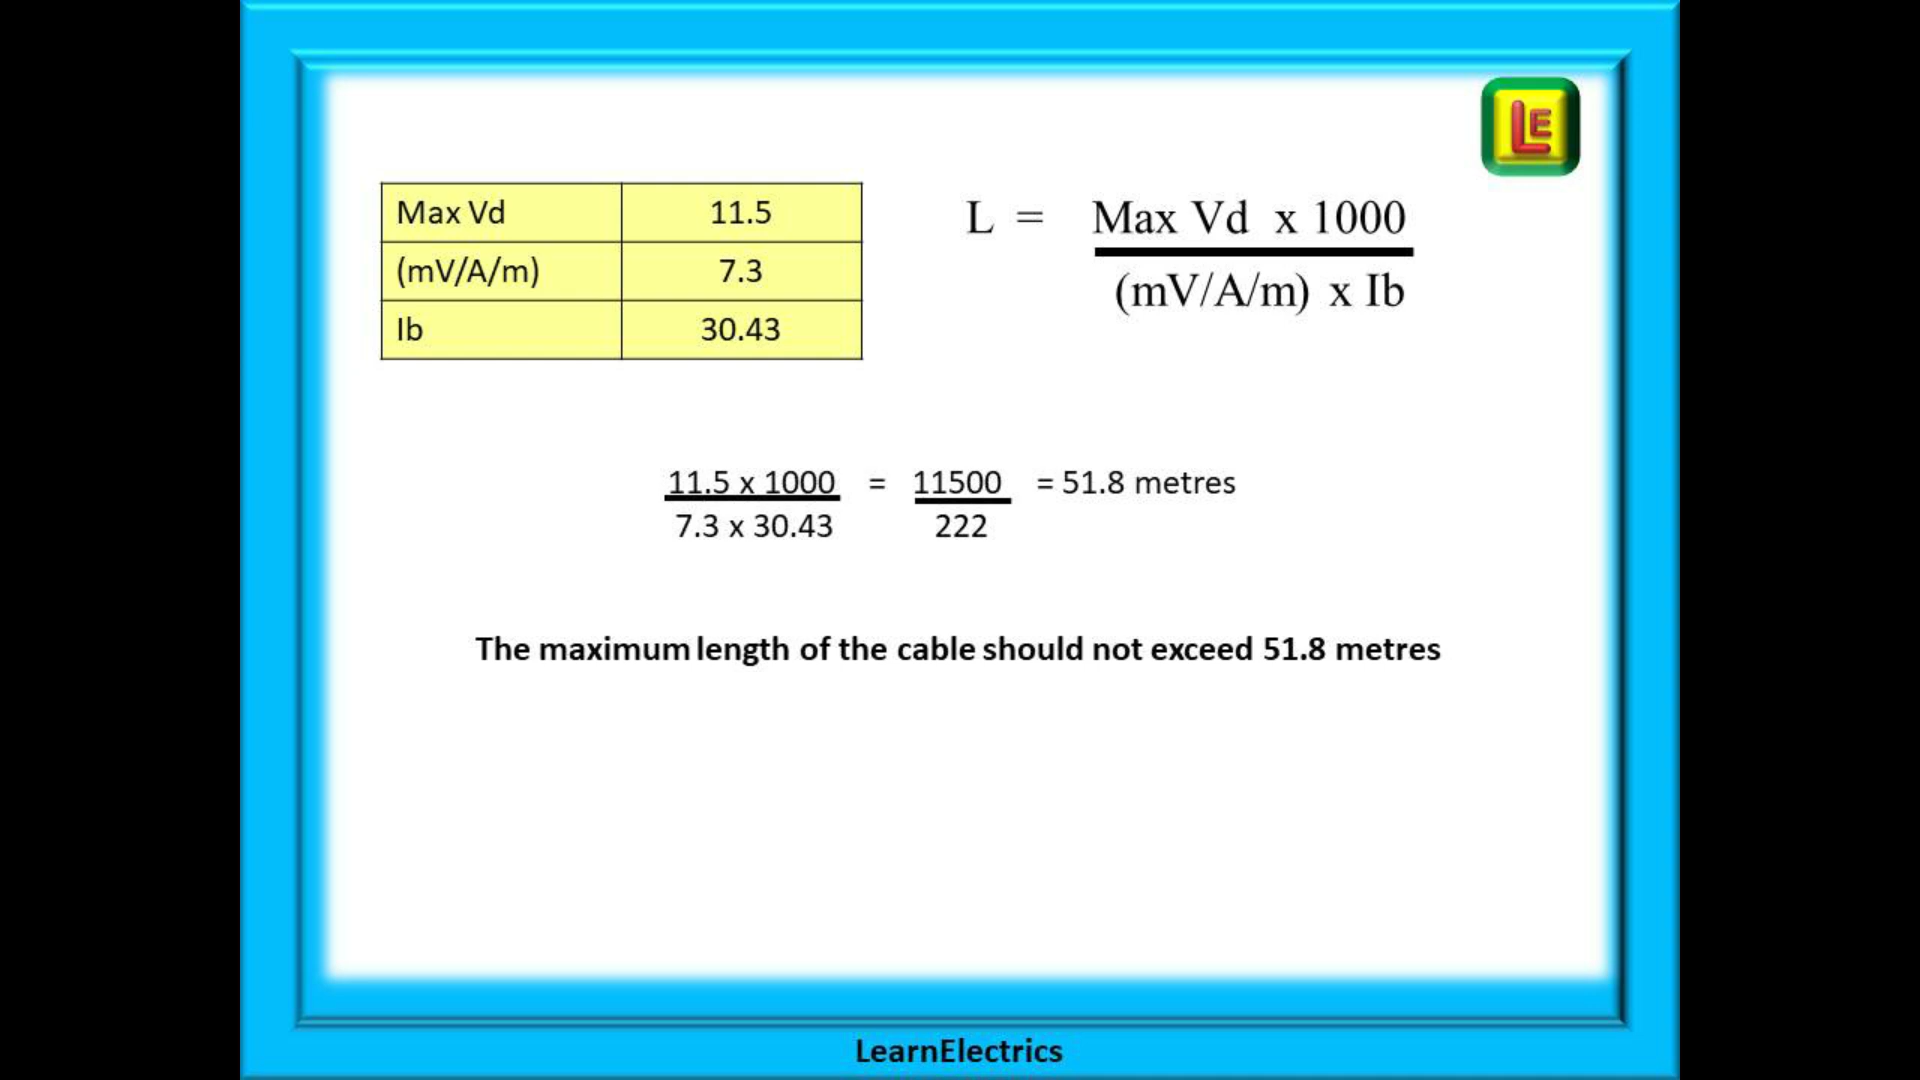 LE
Max Vd 11.5
(mV/A/m) 7.3
Ib 30.43
L = Max Vd x 1000
(mV/A/m) x Ib
11.5 x 1000 = 11500 = 51.8 metres
7.3 x 30.43 222
The maximum length of the cable should not exceed 51.8 metres
LearnElectrics